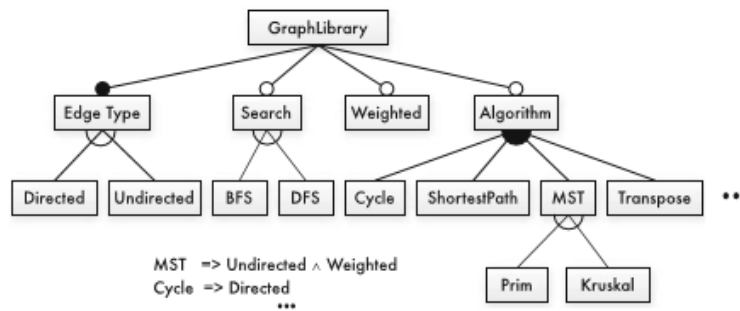 GraphLibrary
Edge Type Search Weighted Algorithm
Directed Undirected BFS DFS Cycle ShortestPath MST Transpose ••
MST => Undirected ∧ Weighted
Cycle => Directed
•••
Prim Kruskal